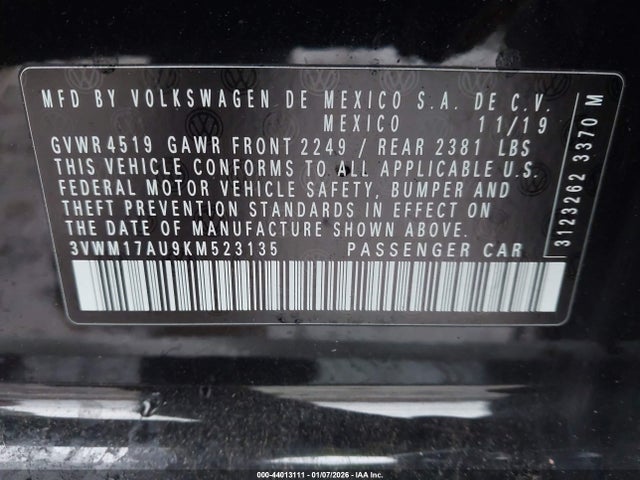 MFD BY VOLKSWAGEN DE MEXICO S.A. DE C.V.
MEXICO 11/19
GVWR 4519 GAWR FRONT 2249 / REAR 2381 LBS
THIS VEHICLE CONFORMS TO ALL APPLICABLE U.S.
FEDERAL MOTOR VEHICLE SAFETY, BUMPER AND
THEFT PREVENTION STANDARDS IN EFFECT ON
THE DATE OF MANUFACTURE SHOWN ABOVE.
3VWM17AU9KM523135 PASSENGER CAR
3123262 3370 M
000-44013111 - 01/07/2026 - IAA Inc.